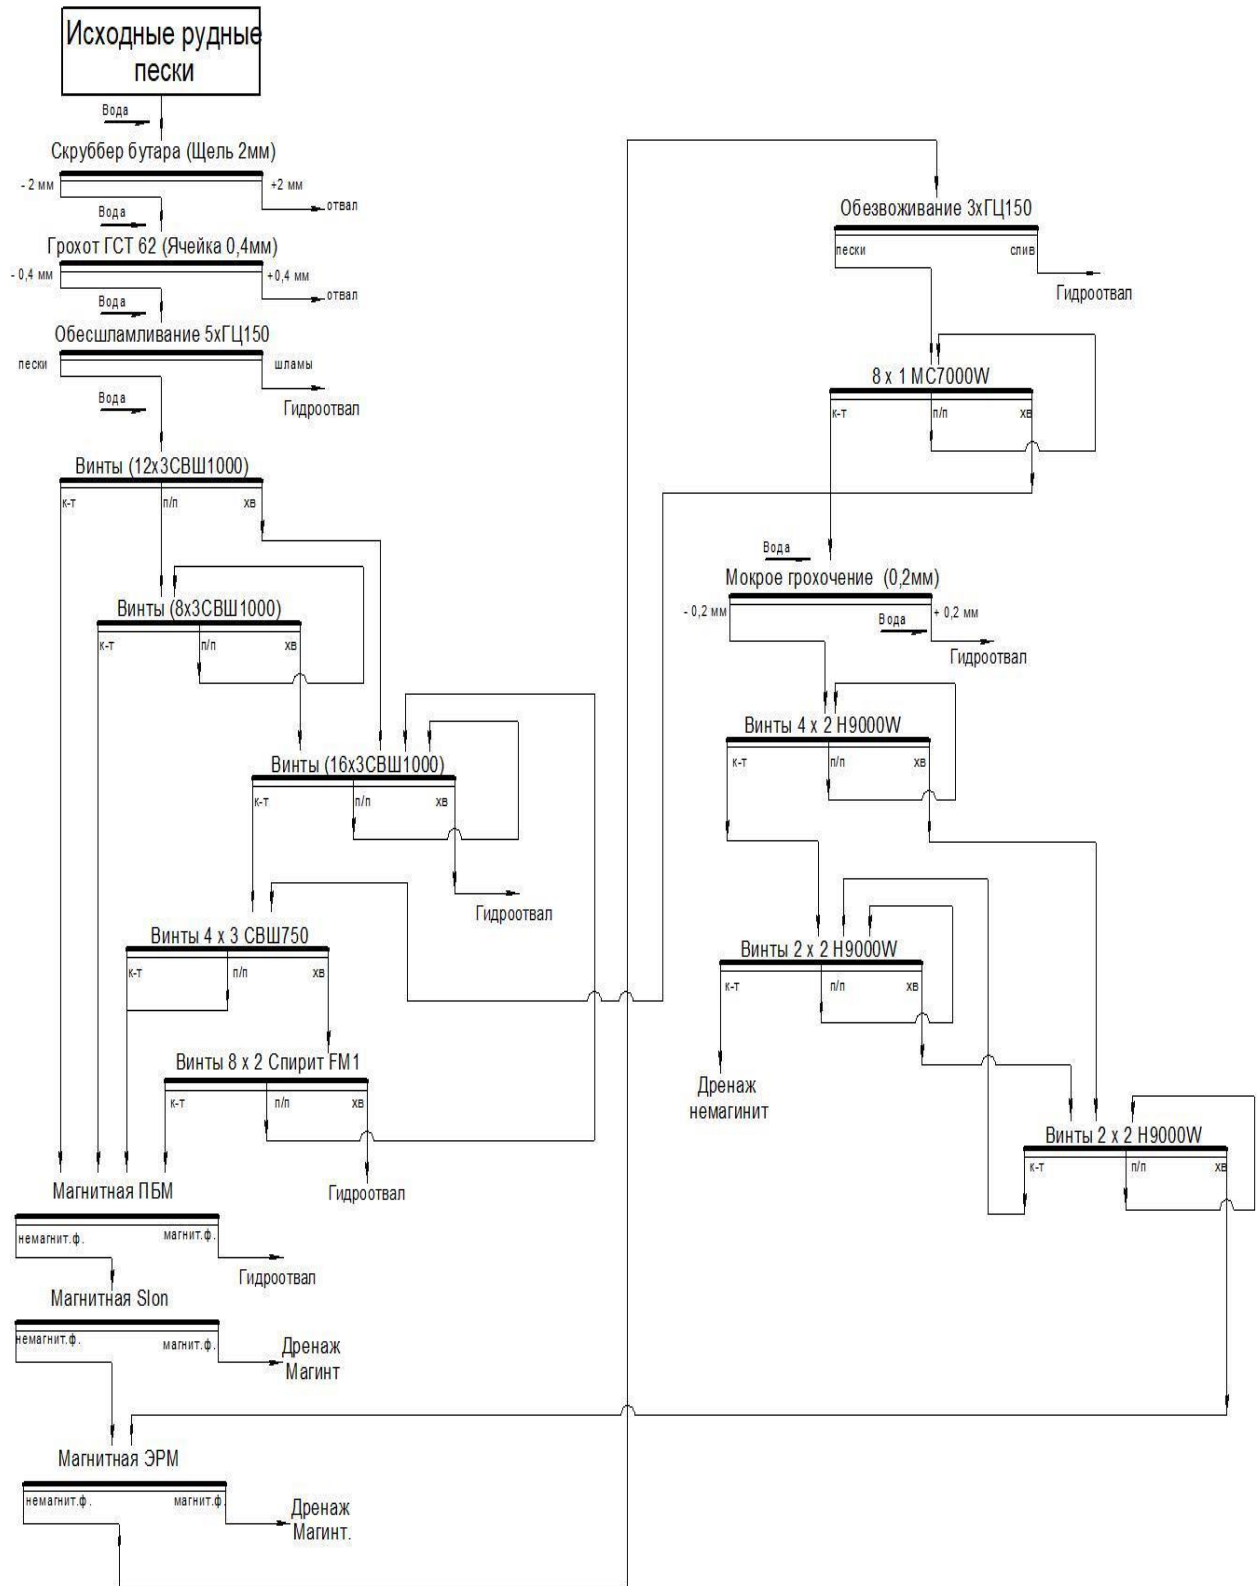 Исходные рудные
пески
Вода
Скруббер бутара (Щель 2мм)
- 2 мм
+2 мм
отвал
Вода
Грохот ГСТ 62 (Ячейка 0,4мм)
- 0,4 мм
+0,4 мм
отвал
Вода
Обесшламливание 5хГЦ150
пески
шламы
Гидроотвал
Вода
Винты (12х3СВШ1000)
к-т
п/п
хв
Винты (8х3СВШ1000)
к-т
п/п
хв
Винты (16х3СВШ1000)
к-т
п/п
хв
Гидроотвал
Винты 4 х 3 СВШ750
к-т
п/п
хв
Винты 8 х 2 Спирит FM1
к-т
п/п
хв
Гидроотвал
Магнитная ПБМ
немагнит.ф.
магнит.ф.
Гидроотвал
Магнитная Slon
немагнит.ф.
магнит.ф.
Дренаж
Магинт
Магнитная ЭРМ
немагнит.ф.
магнит.ф.
Дренаж
Магинт.
Обезвоживание 3хГЦ150
пески
слив
Гидроотвал
8 х 1 МС7000W
к-т
п/п
хв
Вода
Мокрое грохочение (0,2мм)
- 0,2 мм
+ 0,2 мм
Вода
Гидроотвал
Винты 4 х 2 Н9000W
к-т
п/п
хв
Винты 2 х 2 Н9000W
к-т
п/п
хв
Дренаж
немагинит
Винты 2 х 2 Н9000W
к-т
п/п
хв